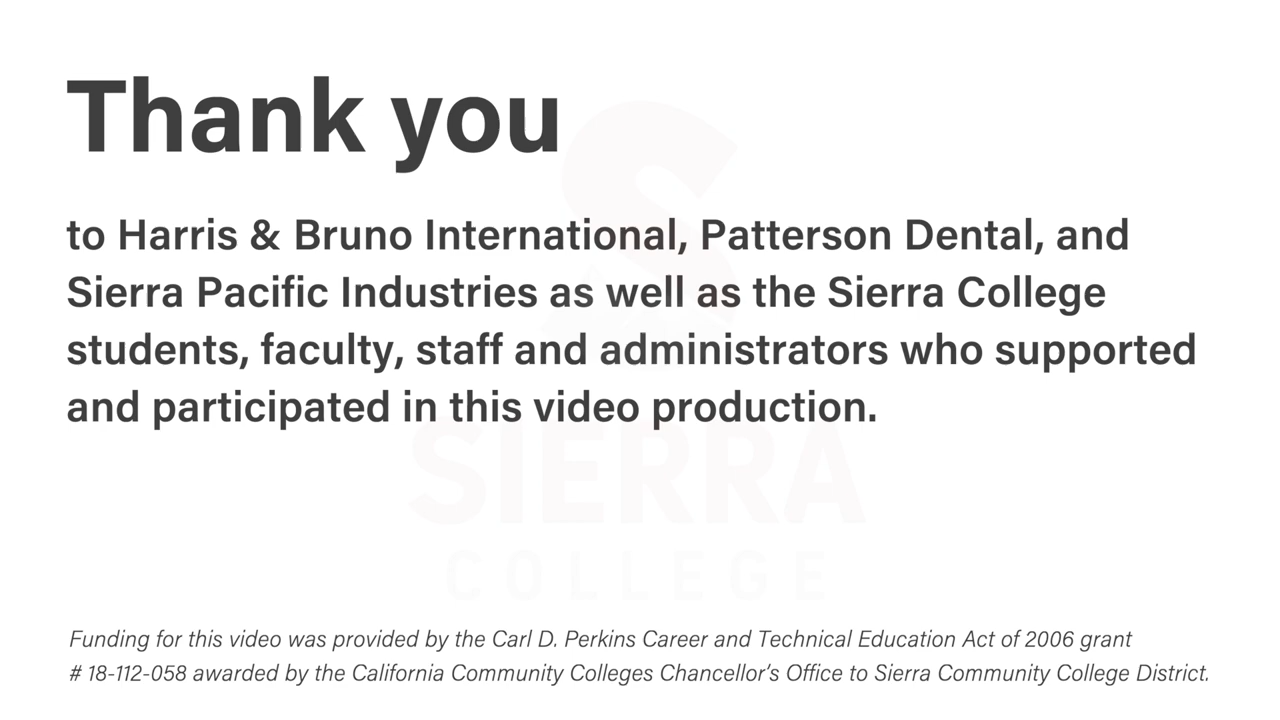 Thank you
to Harris & Bruno International, Patterson Dental, and
Sierra Pacific Industries as well as the Sierra College
students, faculty, staff and administrators who supported
and participated in this video production.
SIERRA
COLLEGE
Funding for this video was provided by the Carl D. Perkins Career and Technical Education Act of 2006 grant
# 18-112-058 awarded by the California Community Colleges Chancellor’s Office to Sierra Community College District.